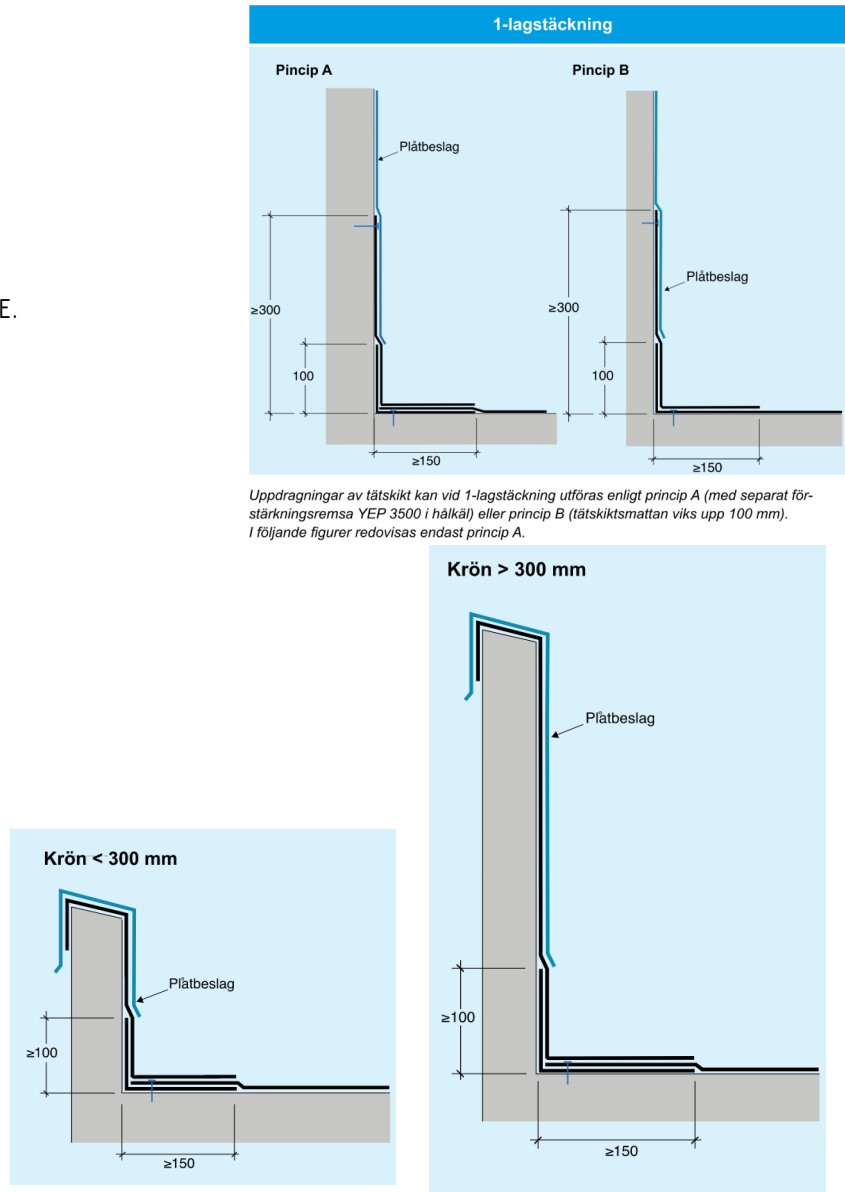 1-lagstäckning
Pincip A
Pincip B
Plåtbeslag
Plåtbeslag
≥300
≥300
100
100
≥150
≥150
E.
Uppdragningar av tätskikt kan vid 1-lagstäckning utföras enligt princip A (med separat för-
stärkningsremsa YEP 3500 i hålkäl) eller princip B (tätskiktsmattan viks upp 100 mm).
I följande figurer redovisas endast princip A.
Krön > 300 mm
Plåtbeslag
≥100
≥150
Krön < 300 mm
Plåtbeslag
≥100
≥150